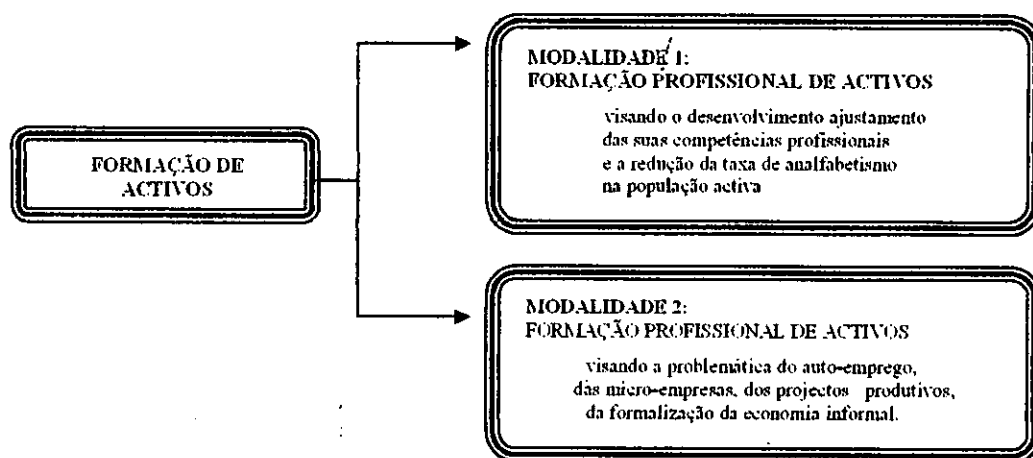 FORMAÇÃO DE
ACTIVOS
MODALIDADE 1:
FORMAÇÃO PROFISSIONAL DE ACTIVOS
visando o desenvolvimento ajustamento
das suas competências profissionais
e a redução da taxa de analfabetismo
na população activa
MODALIDADE 2:
FORMAÇÃO PROFISSIONAL DE ACTIVOS
visando a problemática do auto-emprego,
das micro-empresas, dos projectos produtivos,
da formalização da economia informal.